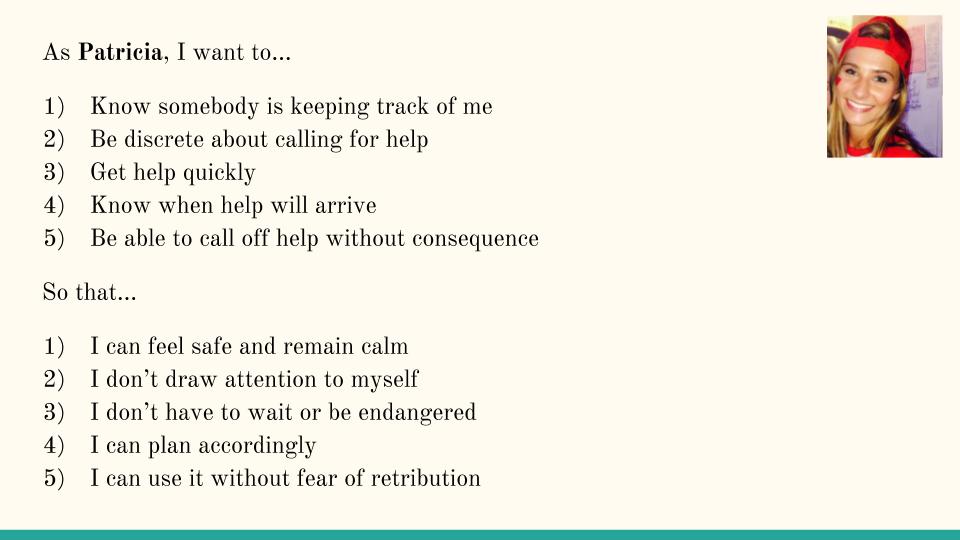 As Patricia, I want to...
1) Know somebody is keeping track of me
2) Be discrete about calling for help
3) Get help quickly
4) Know when help will arrive
5) Be able to call off help without consequence
So that...
1) I can feel safe and remain calm
2) I don't draw attention to myself
3) I don't have to wait or be endangered
4) I can plan accordingly
5) I can use it without fear of retribution